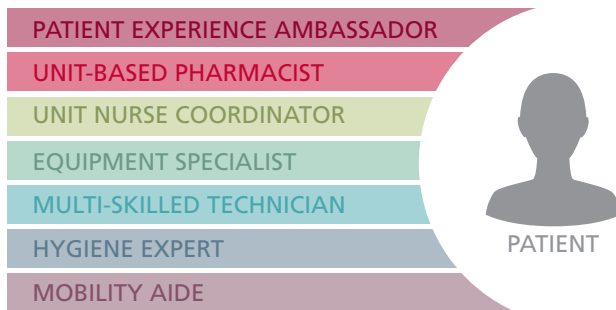 PATIENT EXPERIENCE AMBASSADOR
UNIT-BASED PHARMACIST
UNIT NURSE COORDINATOR
EQUIPMENT SPECIALIST
MULTI-SKILLED TECHNICIAN
HYGIENE EXPERT
MOBILITY AIDE
PATIENT